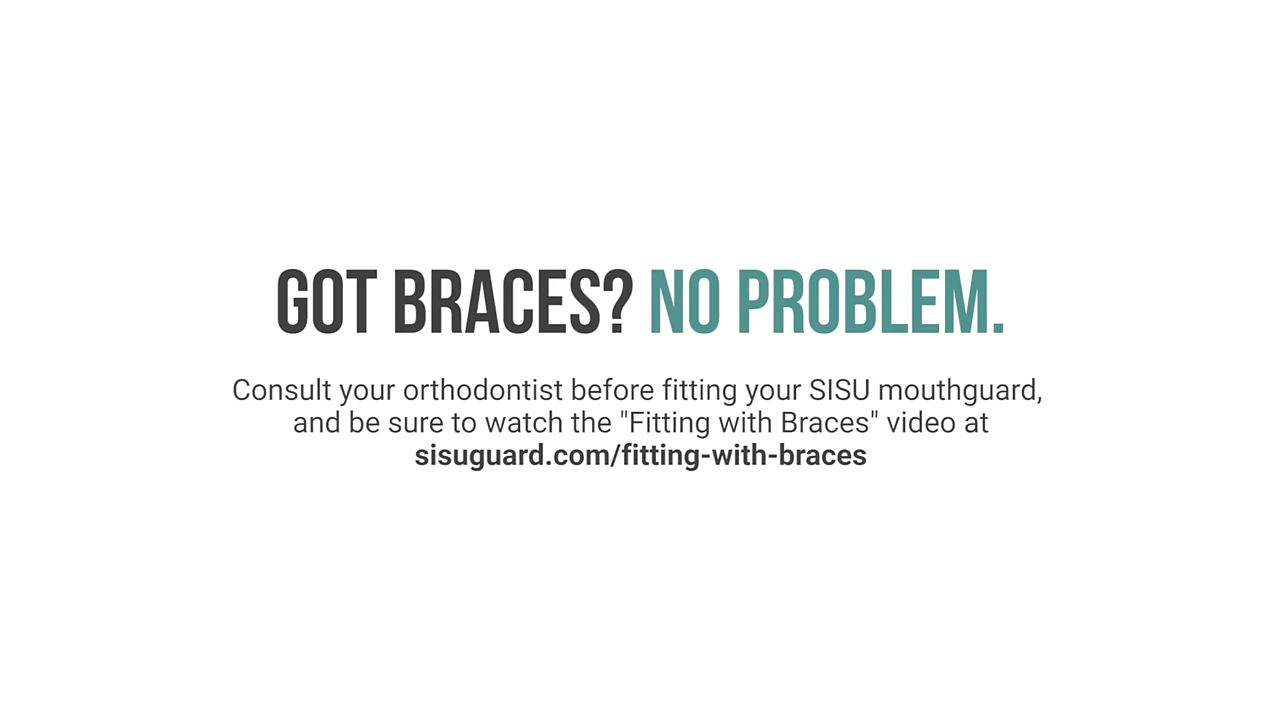 GOT BRACES? NO PROBLEM.
Consult your orthodontist before fitting your SISU mouthguard,
and be sure to watch the "Fitting with Braces" video at
sisuguard.com/fitting-with-braces